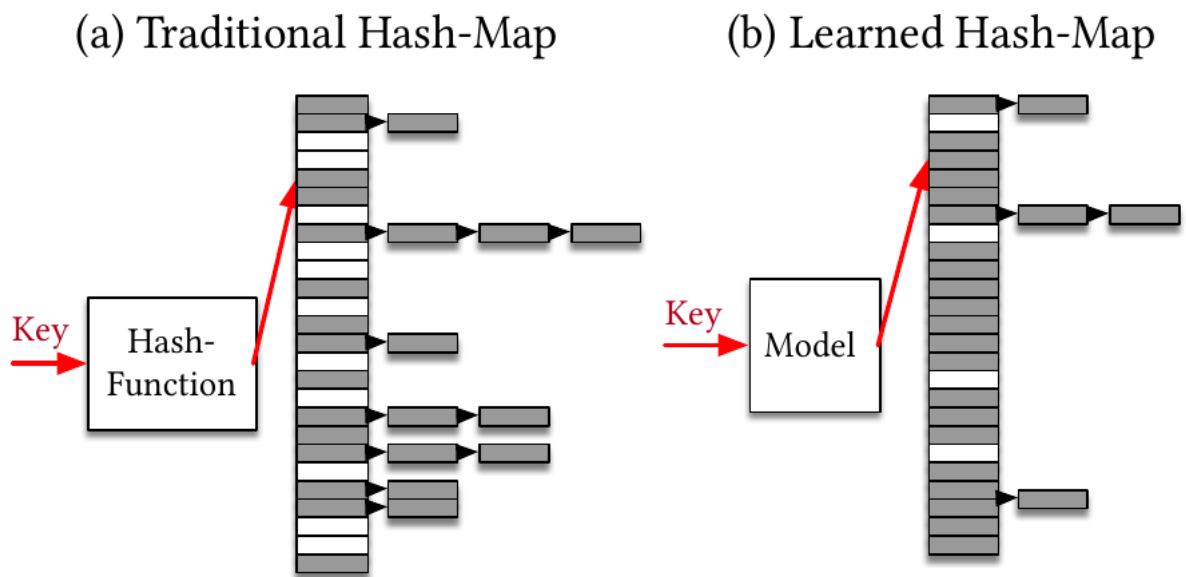 (a) Traditional Hash-Map
(b) Learned Hash-Map
Key
Hash-
Function
Key
Model